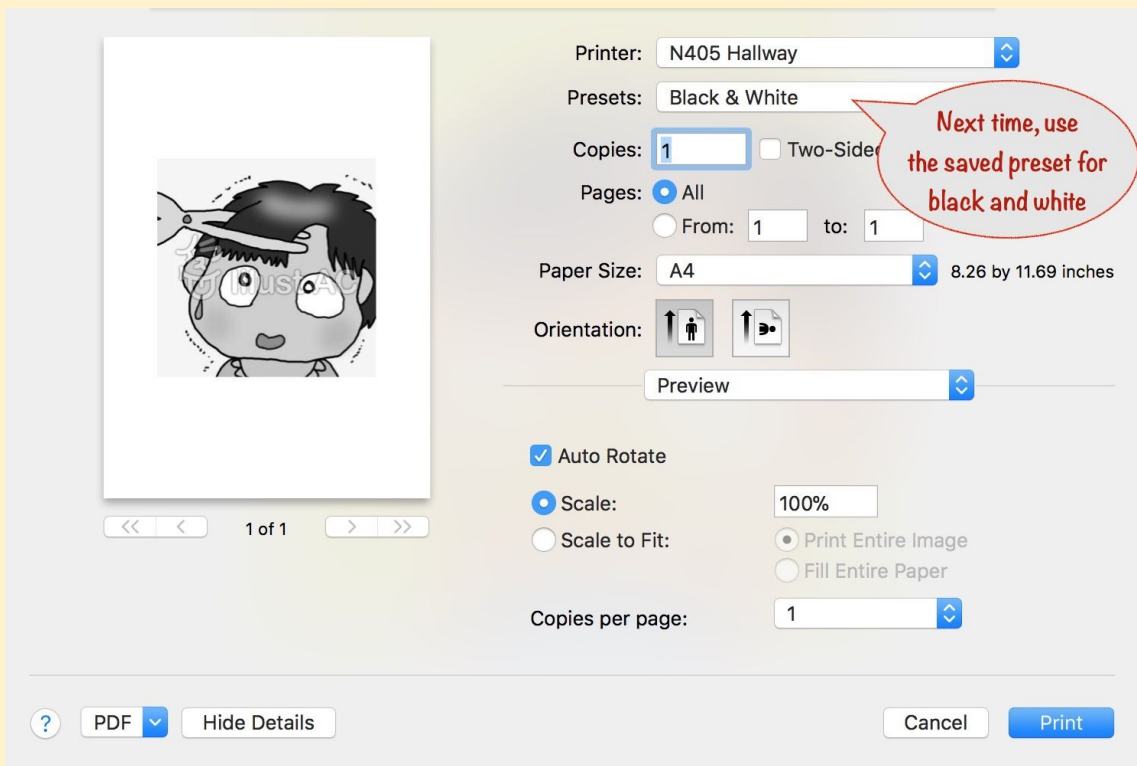 Printer: N405 Hallway
Presets: Black & White
Next time, use
the saved preset for
black and white
Copies: 1 Two-Sided
Pages: All
From: 1 to: 1
Paper Size: A4 8.26 by 11.69 inches
Orientation:
Preview
Auto Rotate
Scale: 100%
Scale to Fit: Print Entire Image
Fill Entire Paper
Copies per page: 1
illust AC
<< < 1 of 1 > >>
? PDF Hide Details Cancel Print